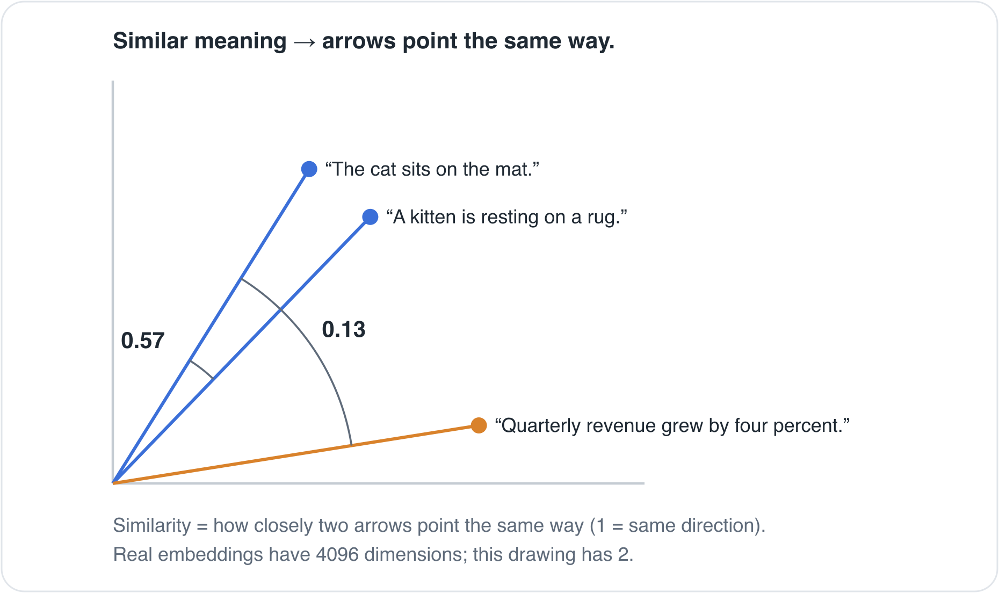 Similar meaning → arrows point the same way.
“The cat sits on the mat.”
“A kitten is resting on a rug.”
0.57
0.13
“Quarterly revenue grew by four percent.”
Similarity = how closely two arrows point the same way (1 = same direction).
Real embeddings have 4096 dimensions; this drawing has 2.